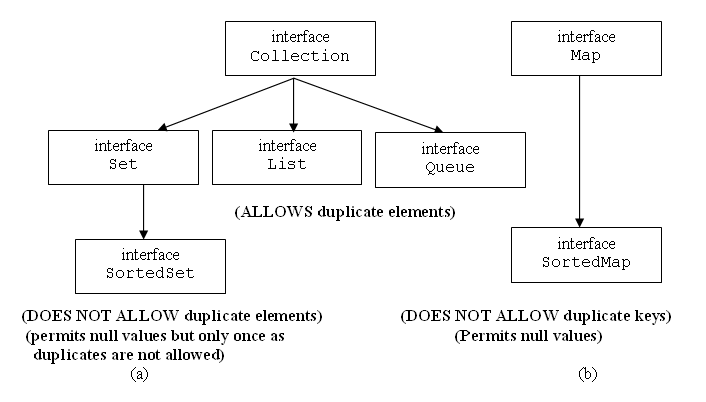 interface
Collection
interface
Map
interface
Set
interface
List
interface
Queue
(ALLOWS duplicate elements)
interface
SortedSet
interface
SortedMap
(DOES NOT ALLOW duplicate elements)
(permits null values but only once as
duplicates are not allowed)
(a)
(DOES NOT ALLOW duplicate keys)
(Permits null values)
(b)